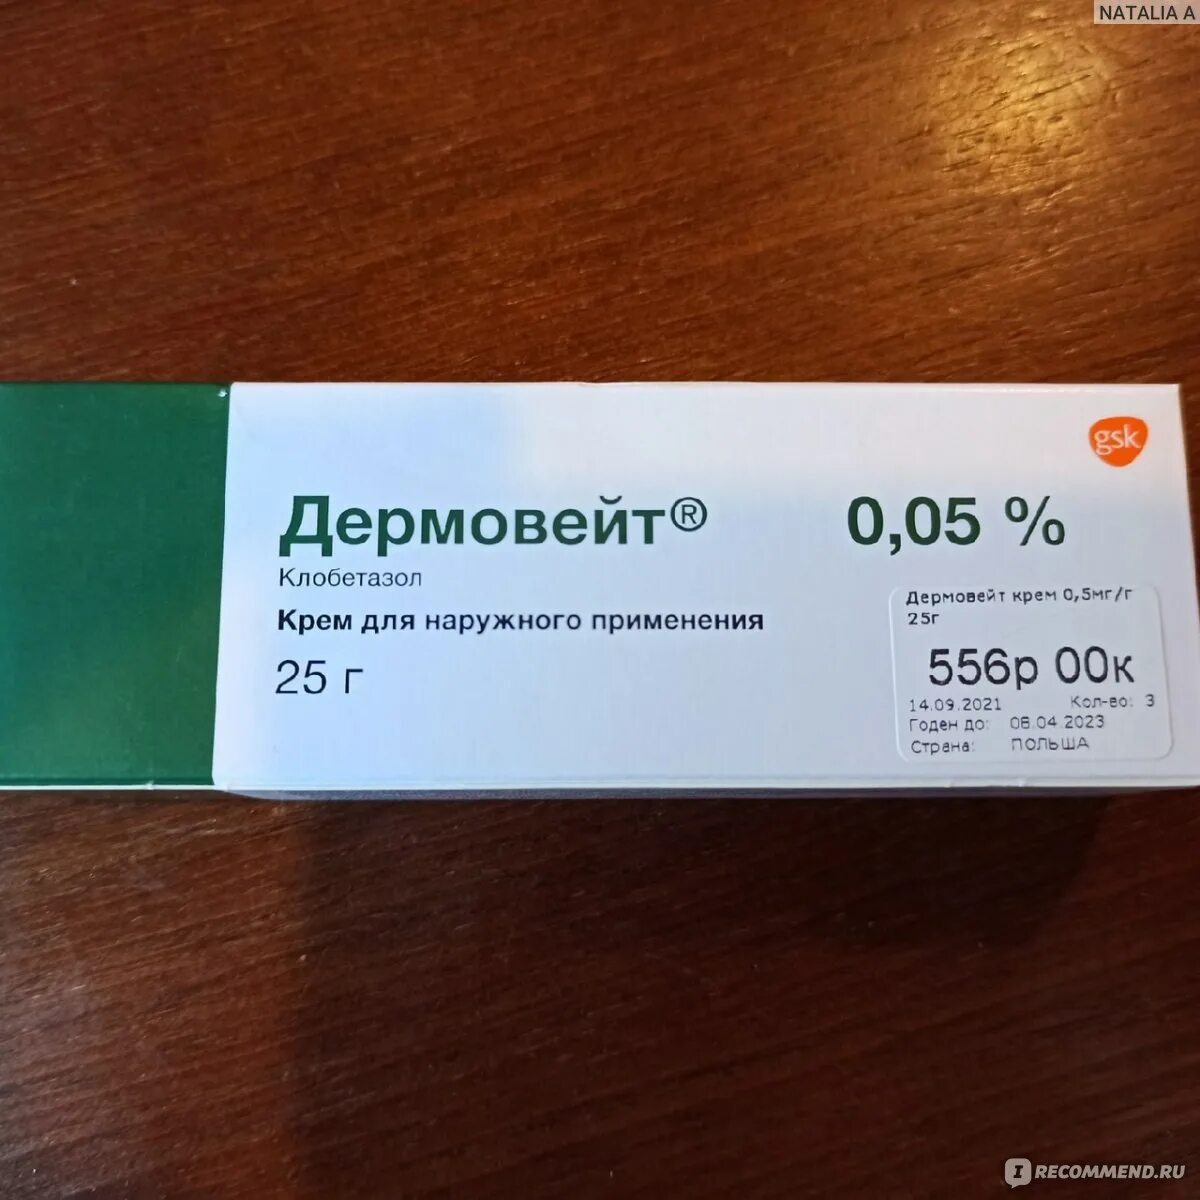 NATALIA A
gsk
Дермовейт® 0,05 %
Клобетазол
Крем для наружного применения
25 г
Дермовейт крем 0,5мг/г
25г
556р 00к
14.09.2021 Кол-во: 3
Годен до: 08.04.2023
Страна: ПОЛЬША
I RECOMMEND.RU